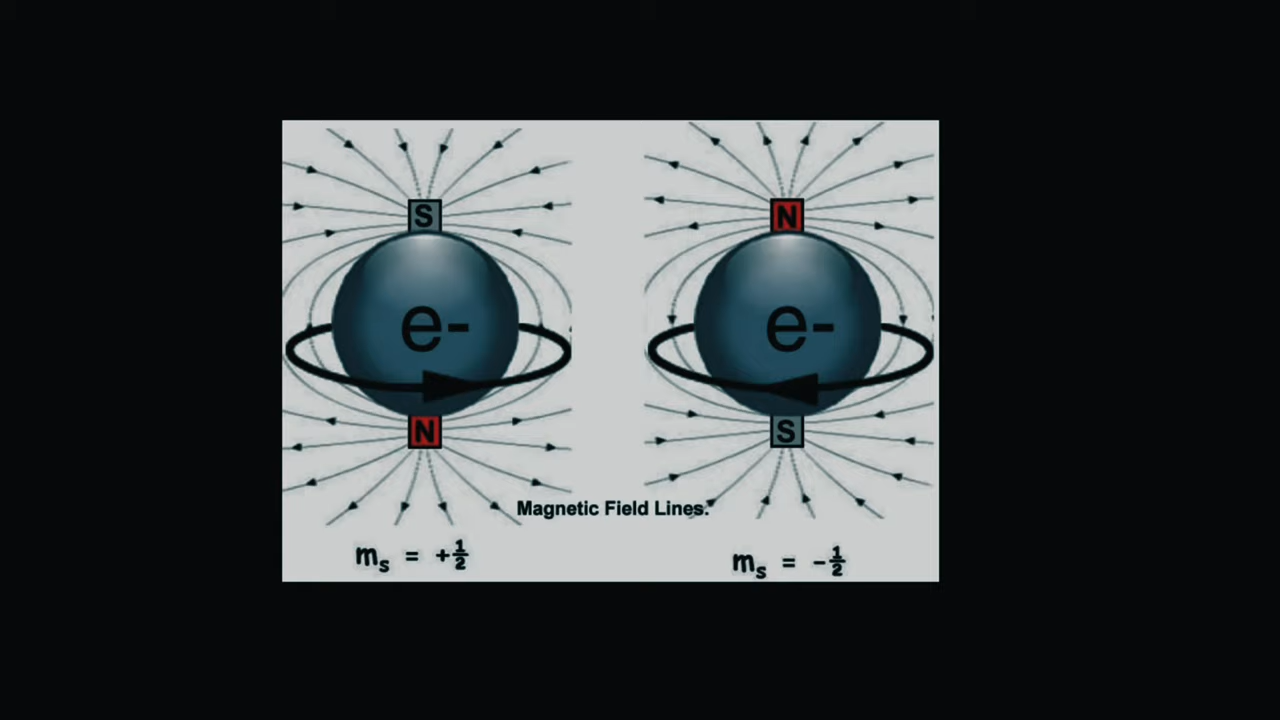 S
N
e-
e-
N
S
Magnetic Field Lines.
mₛ = +½
mₛ = -½